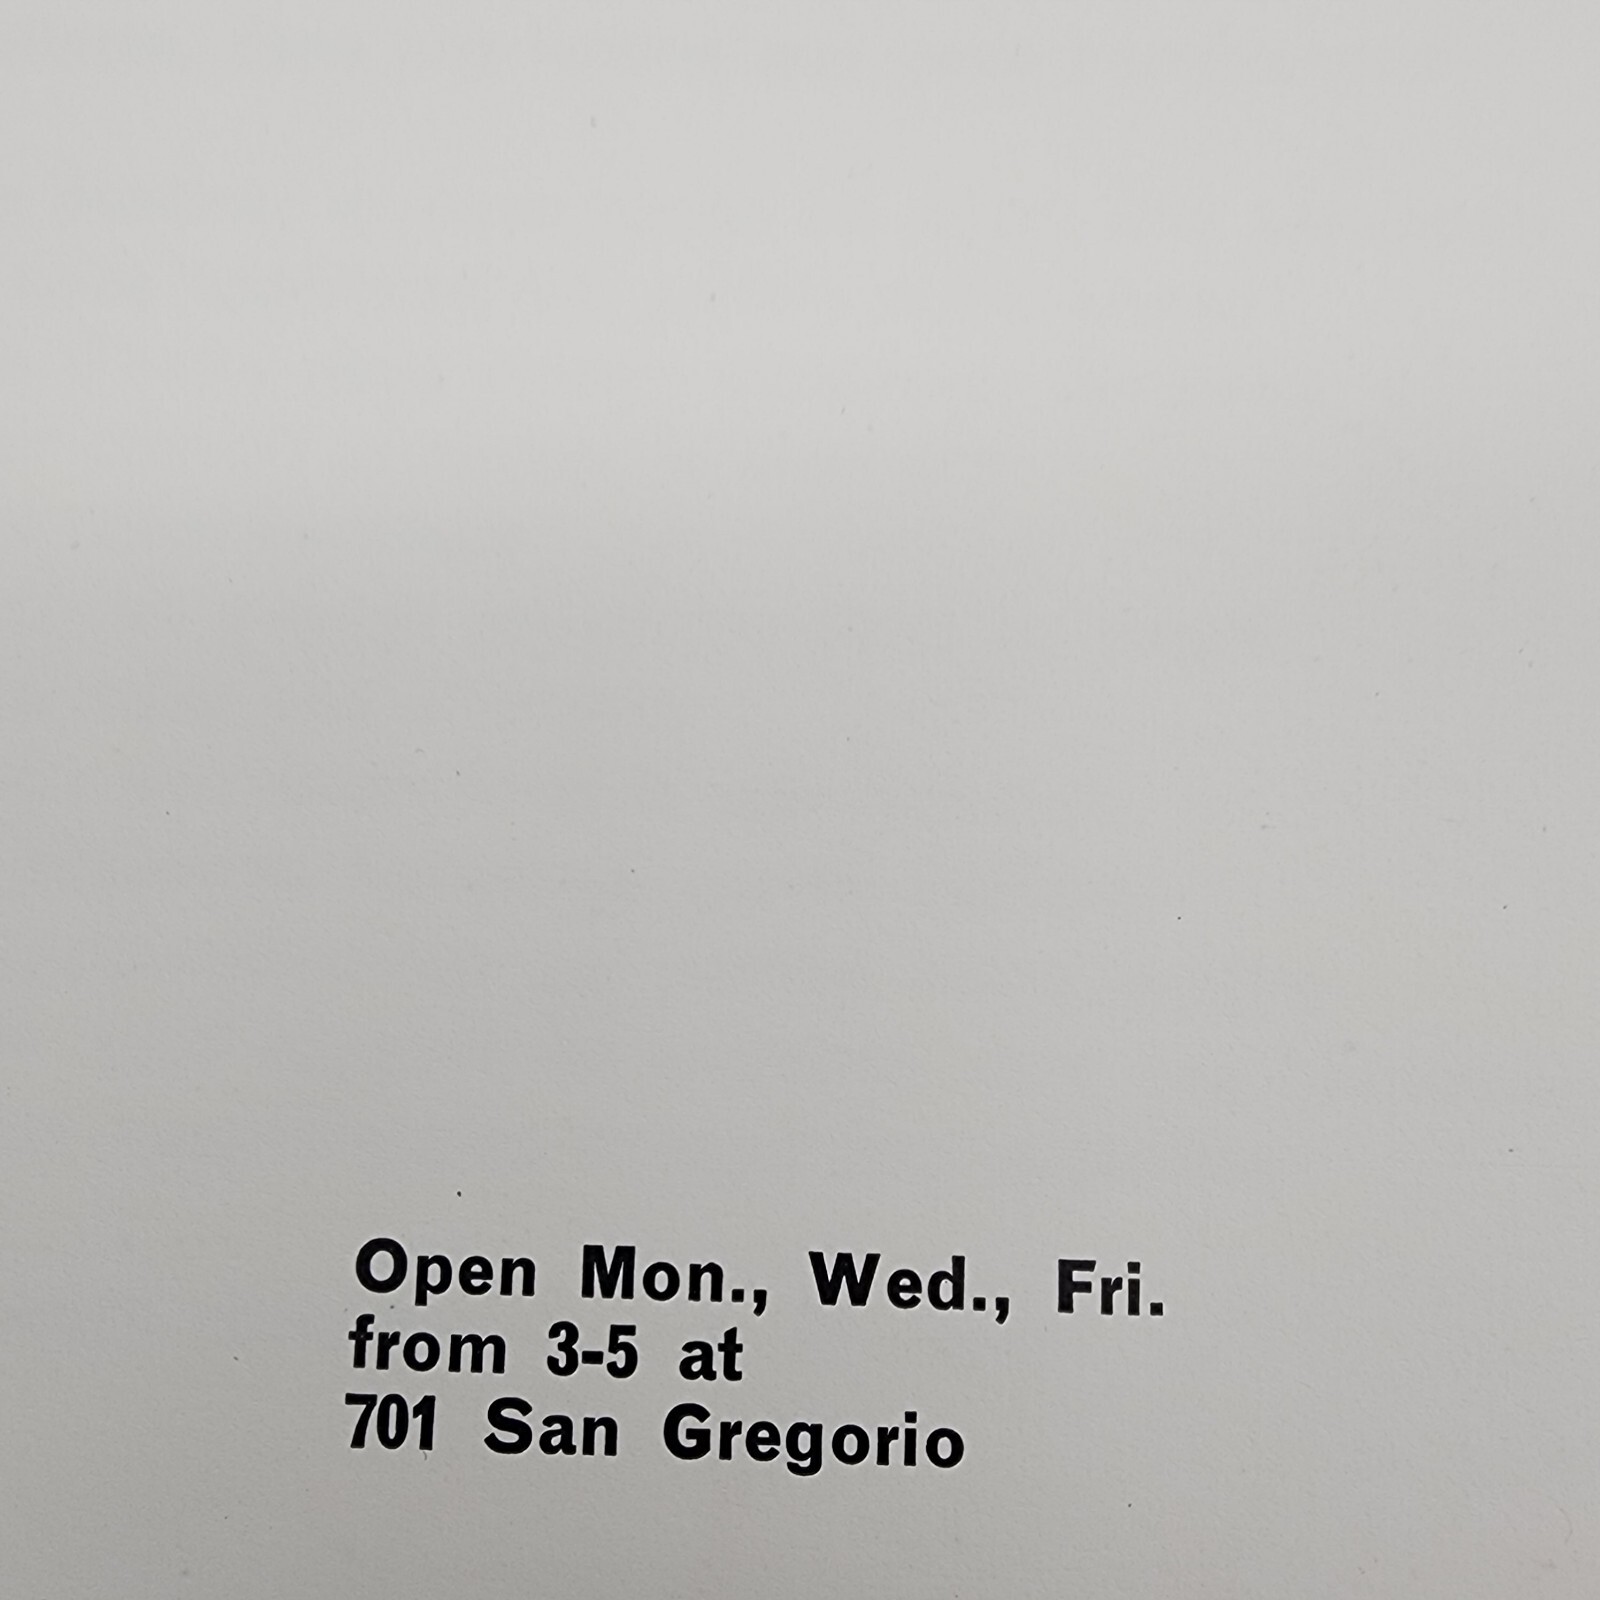 Open Mon., Wed., Fri.
from 3-5 at
701 San Gregorio